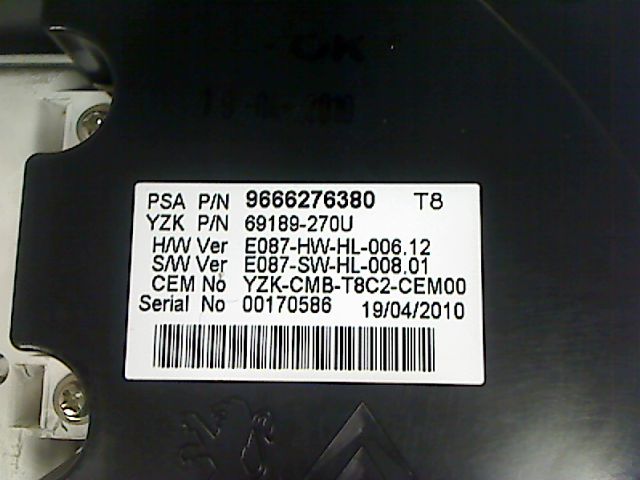 OK
PSA P/N 9666276380 T8
YZK P/N 69189-270U
H/W Ver E087-HW-HL-006.12
S/W Ver E087-SW-HL-008.01
CEM No YZK-CMB-T8C2-CEM00
Serial No 00170586 19/04/2010